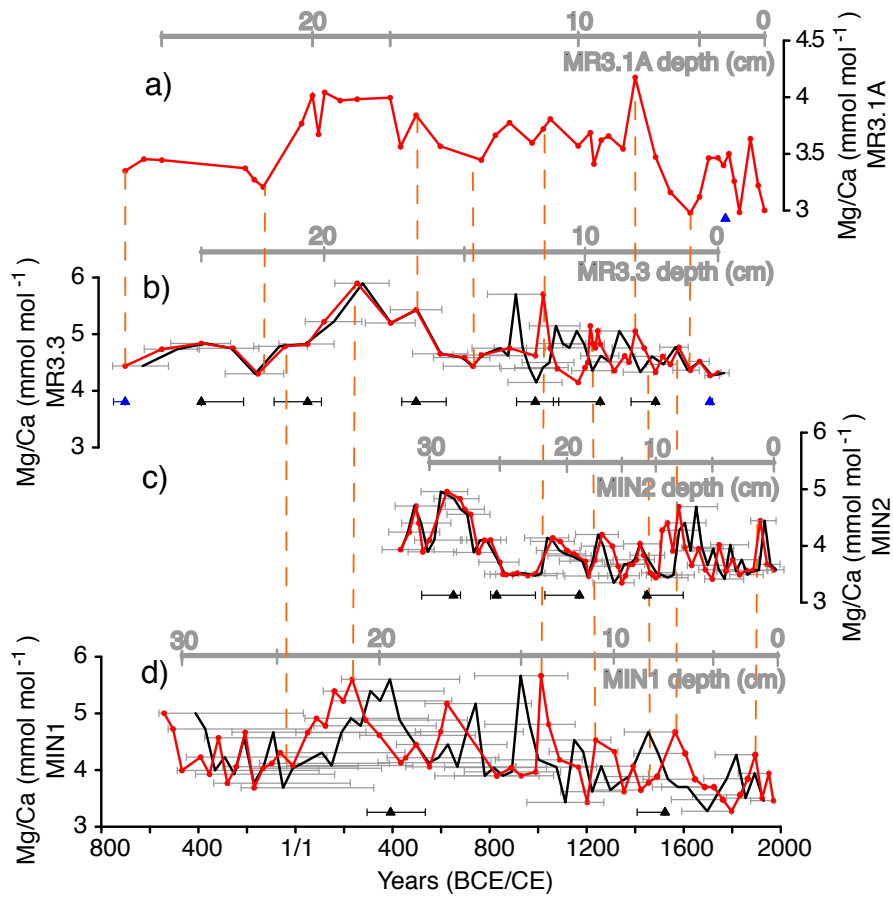 20 10 0
MR3.1A depth (cm)
a)
4.5
4
3.5
3
Mg/Ca (mmol mol⁻¹)
MR3.1A
20 10 0
MR3.3 depth (cm)
b)
6
5
4
3
Mg/Ca (mmol mol⁻¹)
MR3.3
30 20 10 0
MIN2 depth (cm)
c)
6
5
4
3
Mg/Ca (mmol mol⁻¹)
MIN2
30 20 10 0
MIN1 depth (cm)
d)
6
5
4
3
Mg/Ca (mmol mol⁻¹)
MIN1
800 400 1/1 400 800 1200 1600 2000
Years (BCE/CE)